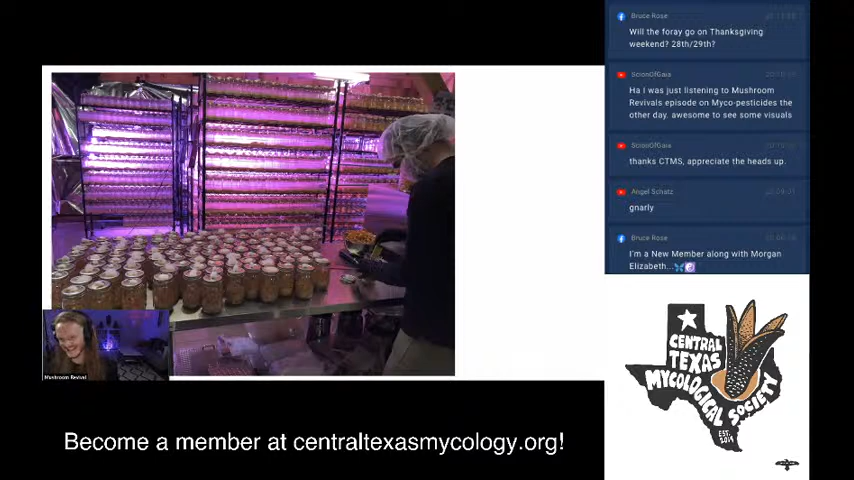 Bruce Rose
Will the foray go on Thanksgiving
weekend? 28th/29th?
ScionOfGaia
Ha I was just listening to Mushroom
Revivals episode on Myco-pesticides the
other day. awesome to see some visuals
ScionOfGaia
thanks CTMS, appreciate the heads up.
Angel Schatz
gnarly
Bruce Rose
I'm a New Member along with Morgan
Elizabeth...🦋☯️
Mushroom Revival
CENTRAL
TEXAS
MYCOLOGICAL
SOCIETY
EST.
2019
Become a member at centraltexasmycology.org!